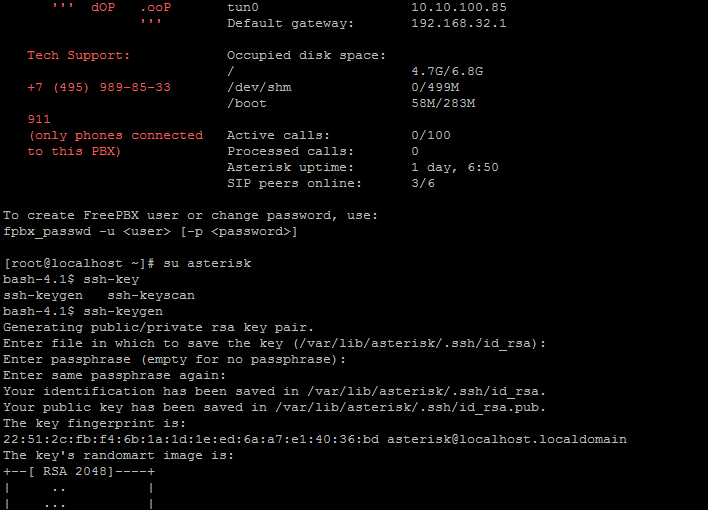 ''' dOP .ooP tun0 10.10.100.85
''' Default gateway: 192.168.32.1
Tech Support: Occupied disk space:
/ 4.7G/6.8G
+7 (495) 989-85-33 /dev/shm 0/499M
/boot 58M/283M
911
(only phones connected Active calls: 0/100
to this PBX) Processed calls: 0
Asterisk uptime: 1 day, 6:50
SIP peers online: 3/6
To create FreePBX user or change password, use:
fpbx_passwd -u <user> [-p <password>]
[root@localhost ~]# su asterisk
bash-4.1$ ssh-key
ssh-keygen ssh-keyscan
bash-4.1$ ssh-keygen
Generating public/private rsa key pair.
Enter file in which to save the key (/var/lib/asterisk/.ssh/id_rsa):
Enter passphrase (empty for no passphrase):
Enter same passphrase again:
Your identification has been saved in /var/lib/asterisk/.ssh/id_rsa.
Your public key has been saved in /var/lib/asterisk/.ssh/id_rsa.pub.
The key fingerprint is:
22:51:2c:fb:f4:6b:1a:1d:1e:ed:6a:a7:e1:40:36:bd asterisk@localhost.localdomain
The key's randomart image is:
+--[ RSA 2048]----+
|     ..          |
|    ...          |